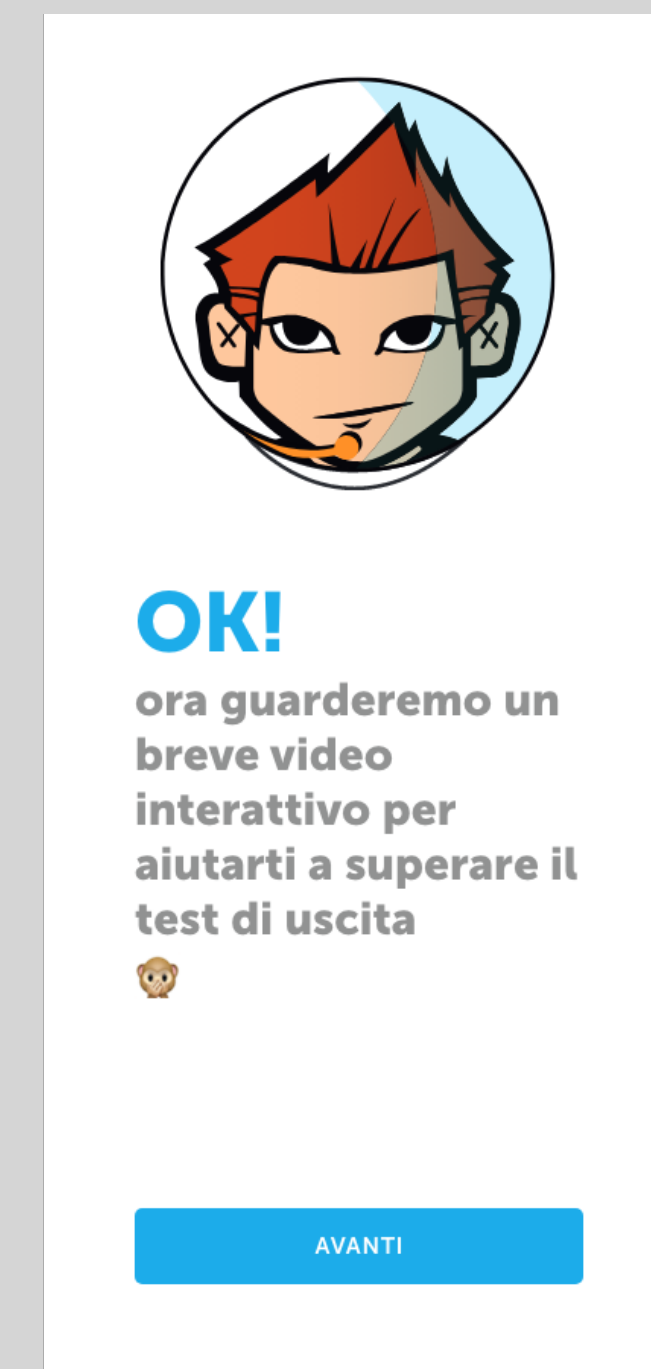 OK!
ora guarderemo un
breve video
interattivo per
aiutarti a superare il
test di uscita
🙊
AVANTI